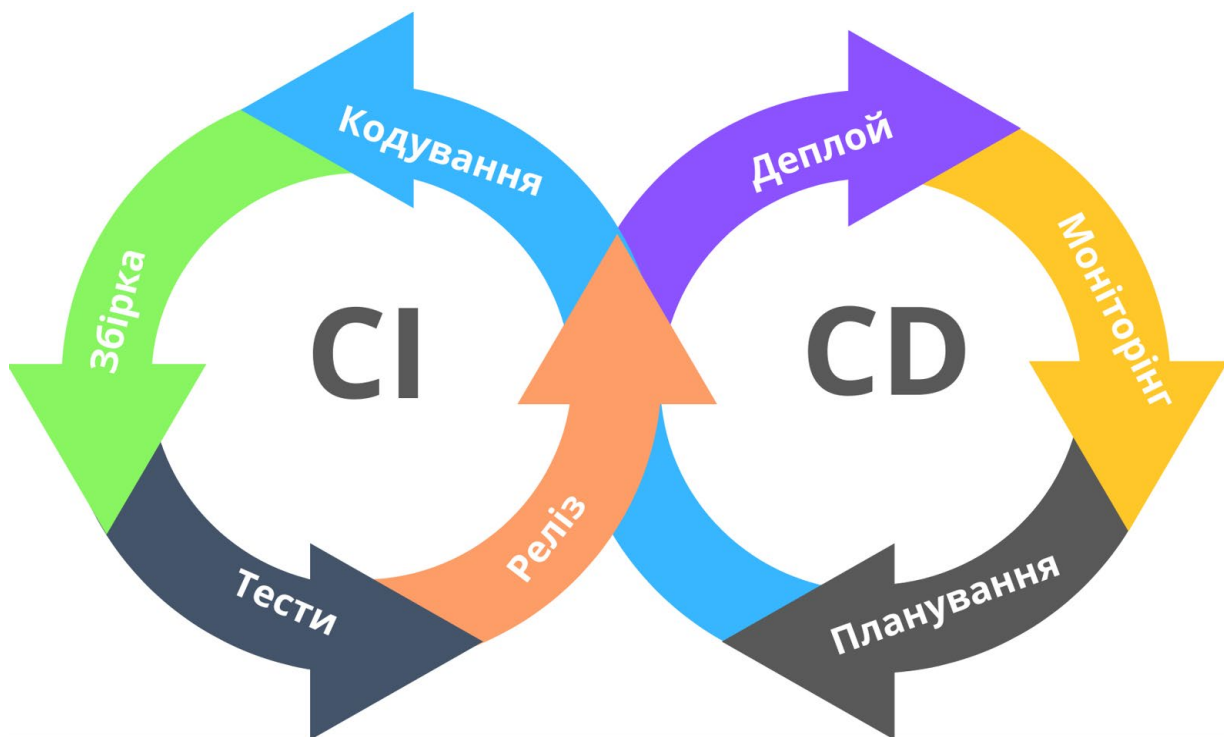 Кодування
Деплой
Збірка
CI
CD
Моніторінг
Тести
Реліз
Планування